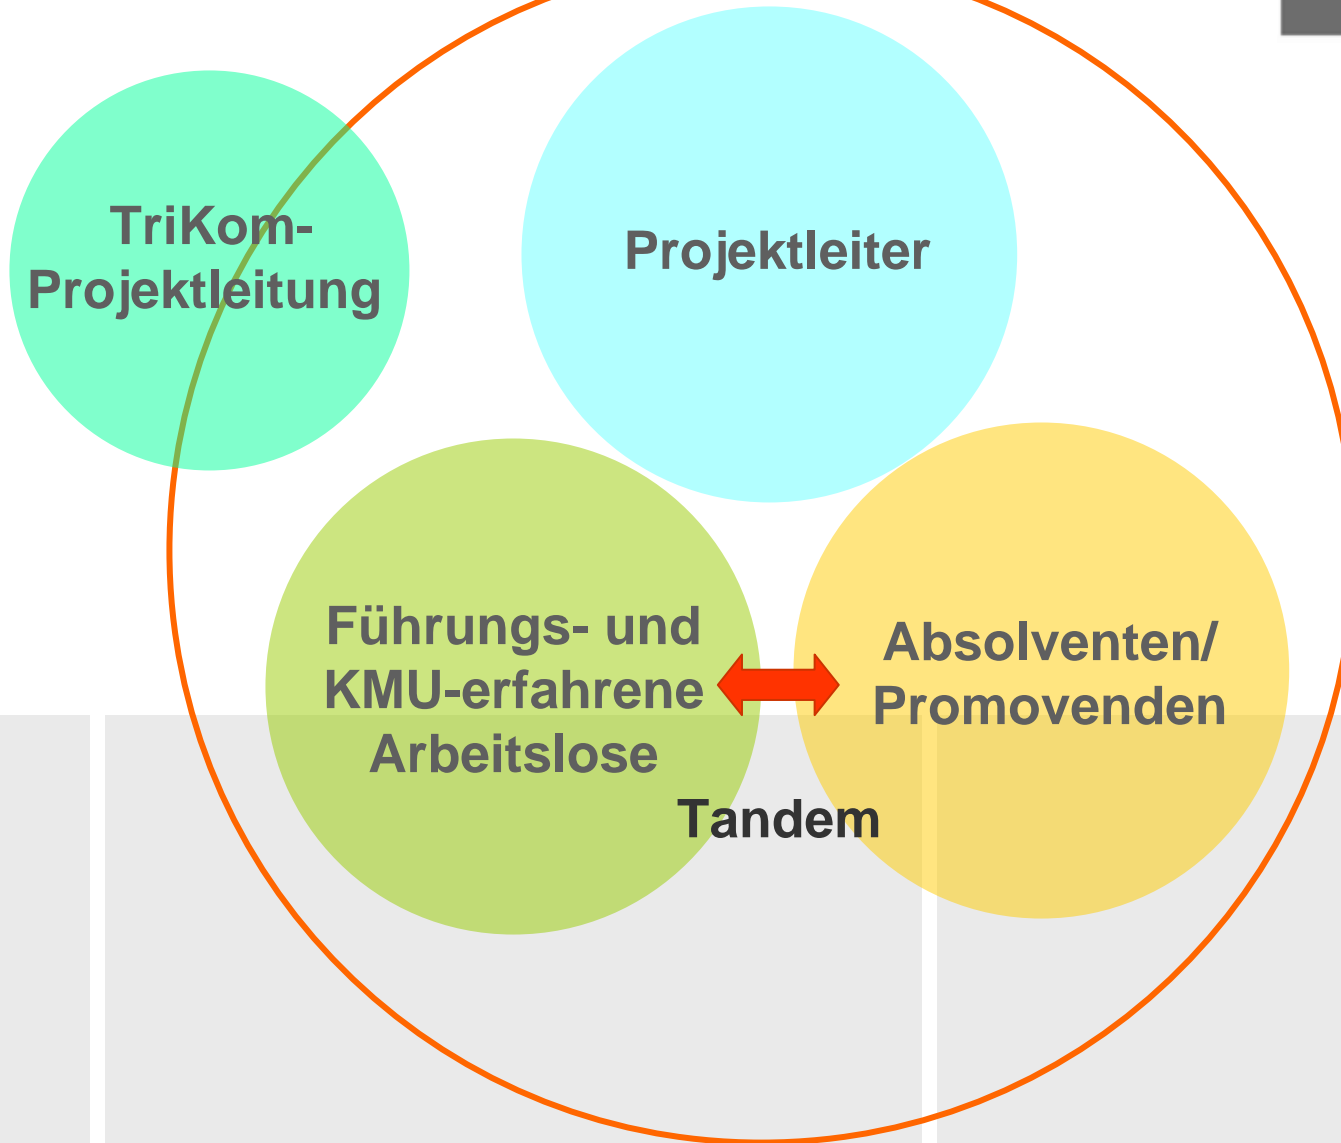 TriKom-
Projektleitung
Projektleiter
Führungs- und
KMU-erfahrene
Arbeitslose
Absolventen/
Promovenden
Tandem